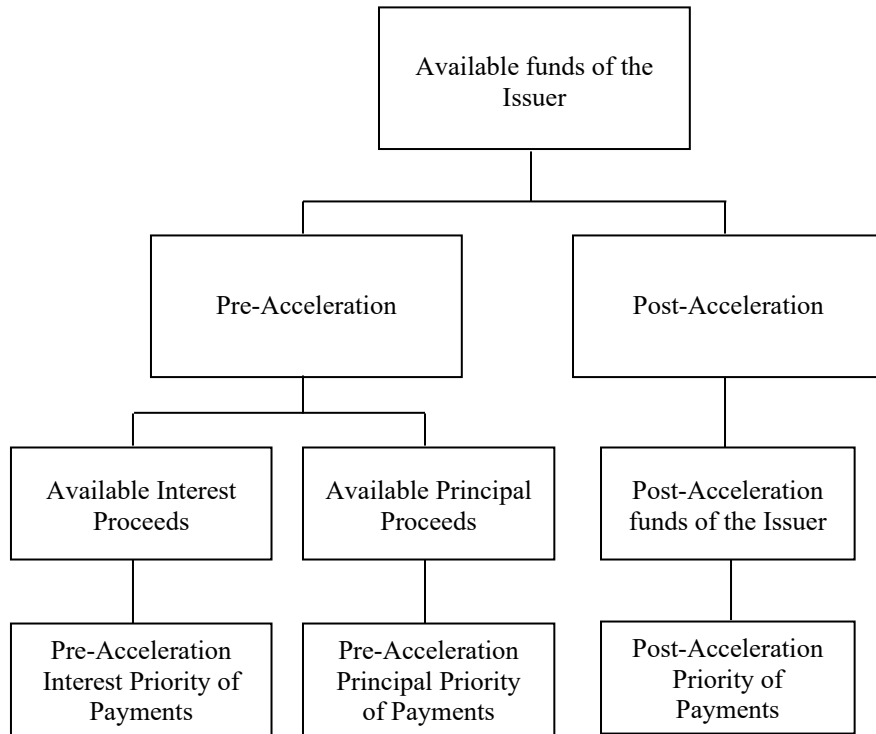 Available funds of the
Issuer
Pre-Acceleration
Post-Acceleration
Available Interest
Proceeds
Available Principal
Proceeds
Post-Acceleration
funds of the Issuer
Pre-Acceleration
Interest Priority of
Payments
Pre-Acceleration
Principal Priority
of Payments
Post-Acceleration
Priority of
Payments